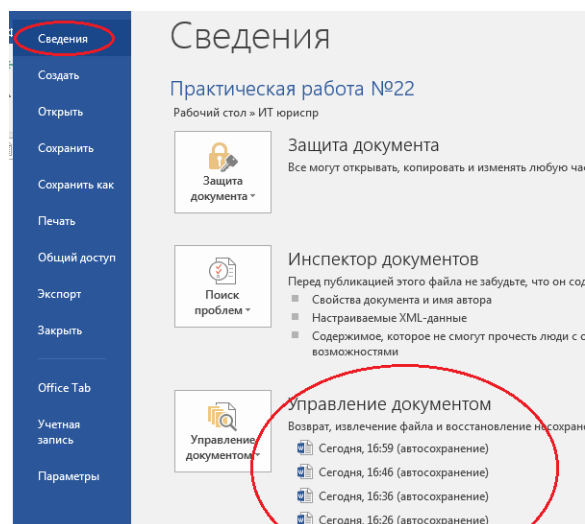 Сведения
Создать
Открыть
Сохранить
Сохранить как
Печать
Общий доступ
Экспорт
Закрыть
Office Tab
Учетная
запись
Параметры
Сведения
Практическая работа №22
Рабочий стол » ИТ юриспр
Защита
документа
Защита документа
Все могут открывать, копировать и изменять любую
Поиск
проблем
Инспектор документов
Перед публикацией этого файла не забудьте, что он
Свойства документа и имя автора
Настраиваемые XML-данные
Содержимое, которое не смогут прочесть люди с
возможностями
Управление
документом
Управление документом
Возврат, извлечение файла и восстановление
Сегодня, 16:59 (автосохранение)
Сегодня, 16:46 (автосохранение)
Сегодня, 16:36 (автосохранение)
Сегодня, 16:26 (автосохранение)